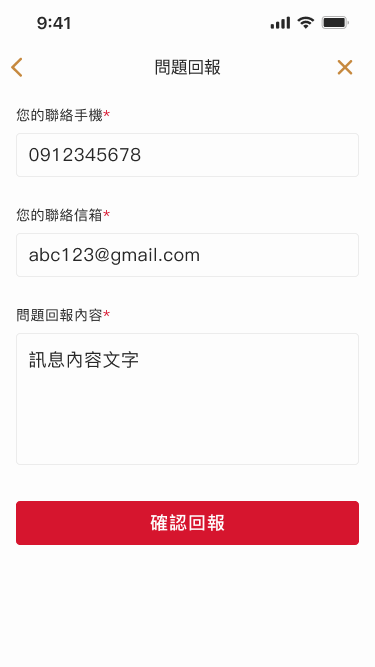 9:41
問題回報
您的聯絡手機*
0912345678
您的聯絡信箱*
abc123@gmail.com
問題回報內容*
訊息內容文字
確認回報